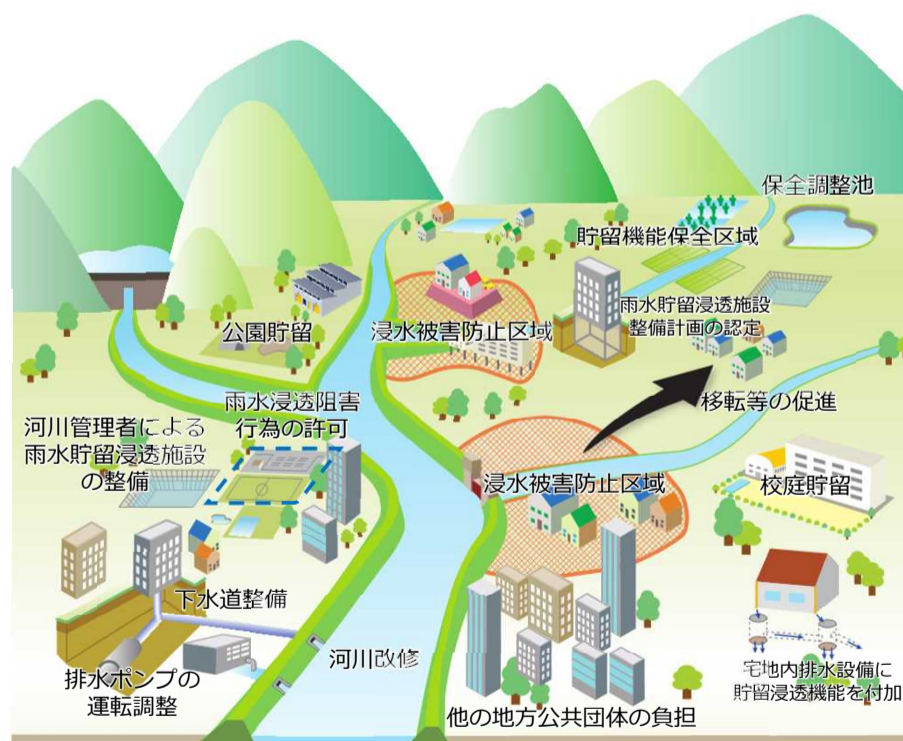 保全調整池
貯留機能保全区域
雨水貯留浸透施設
整備計画の認定
公園貯留
浸水被害防止区域
移転等の促進
雨水浸透阻害
行為の許可
河川管理者による
雨水貯留浸透施設
の整備
浸水被害防止区域
校庭貯留
下水道整備
河川改修
排水ポンプの
運転調整
他の地方公共団体の負担
宅地内排水設備に
貯留浸透機能を付加